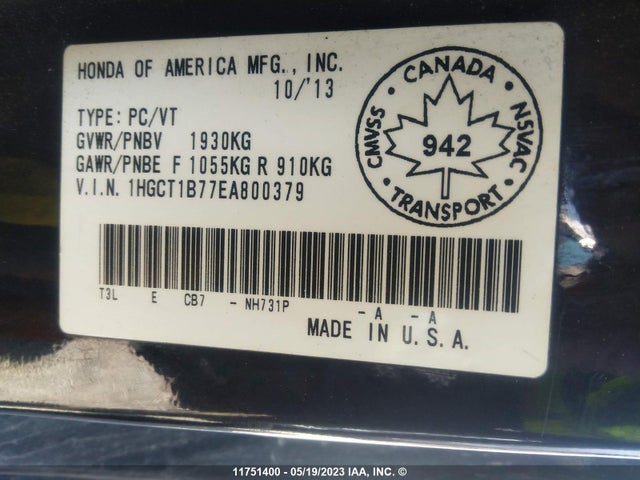 HONDA OF AMERICA MFG., INC.
10/'13
TYPE: PC/VT
GVWR/PNBV 1930KG
GAWR/PNBE F 1055KG R 910KG
V.I.N. 1HGCT1B77EA800379
CANADA
CMVSS
942
NSVAC
TRANSPORT
T3L E CB7 - NH731P - A - A
MADE IN U.S.A.
11751400 - 05/19/2023 IAA, INC. ©